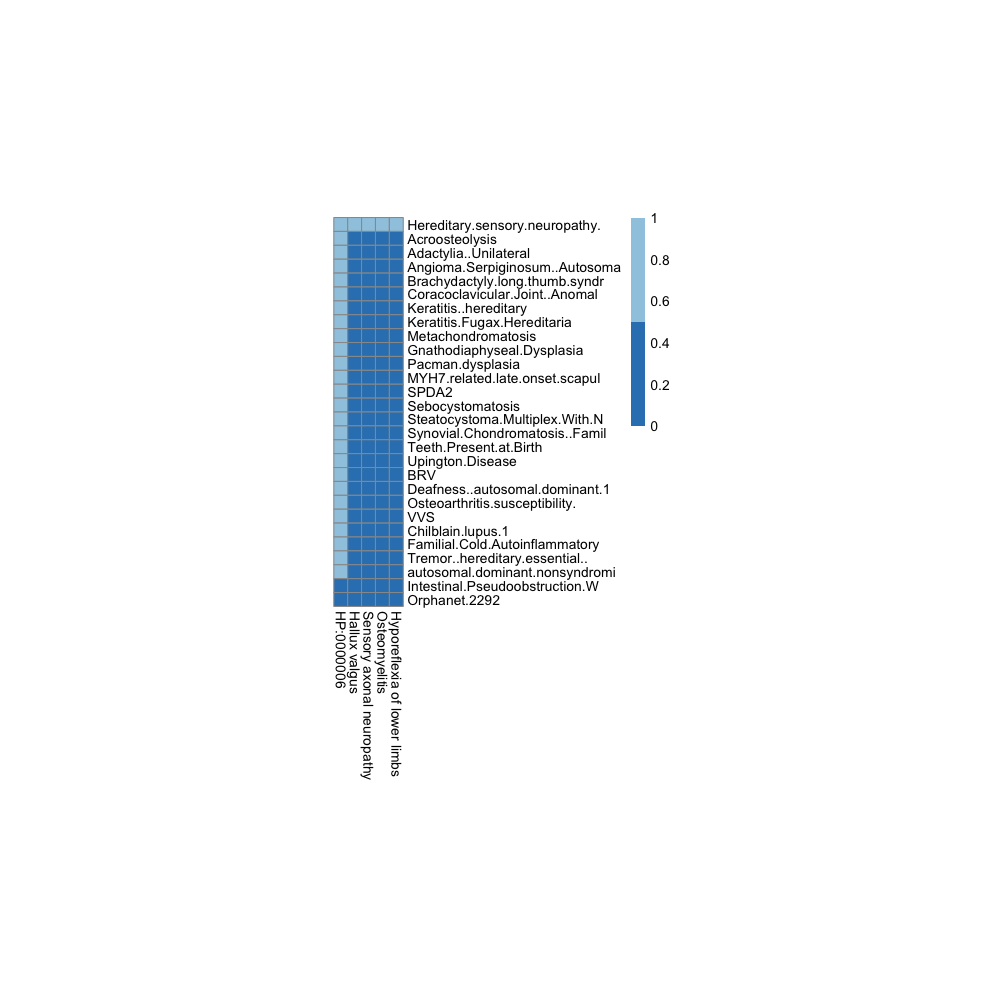 Hereditary.sensory.neuropathy.
Acroosteolysis
Adactylia..Unilateral
Angioma.Serpiginosum..Autosoma
Brachydactyly.long.thumb.syndr
Coracoclavicular.Joint..Anomal
Keratitis..hereditary
Keratitis.Fugax.Hereditaria
Metachondromatosis
Gnathodiaphyseal.Dysplasia
Pacman.dysplasia
MYH7.related.late.onset.scapul
SPDA2
Sebocystomatosis
Steatocystoma.Multiplex.With.N
Synovial.Chondromatosis..Famil
Teeth.Present.at.Birth
Upington.Disease
BRV
Deafness..autosomal.dominant.1
Osteoarthritis.susceptibility.
VVS
Chilblain.lupus.1
Familial.Cold.Autoinflammatory
Tremor..hereditary.essential..
autosomal.dominant.nonsyndromi
Intestinal.Pseudoobstruction.W
Orphanet.2292
1
0.8
0.6
0.4
0.2
0
HP:0000006
Hallux valgus
Sensory axonal neuropathy
Osteomyelitis
Hyporeflexia of lower limbs